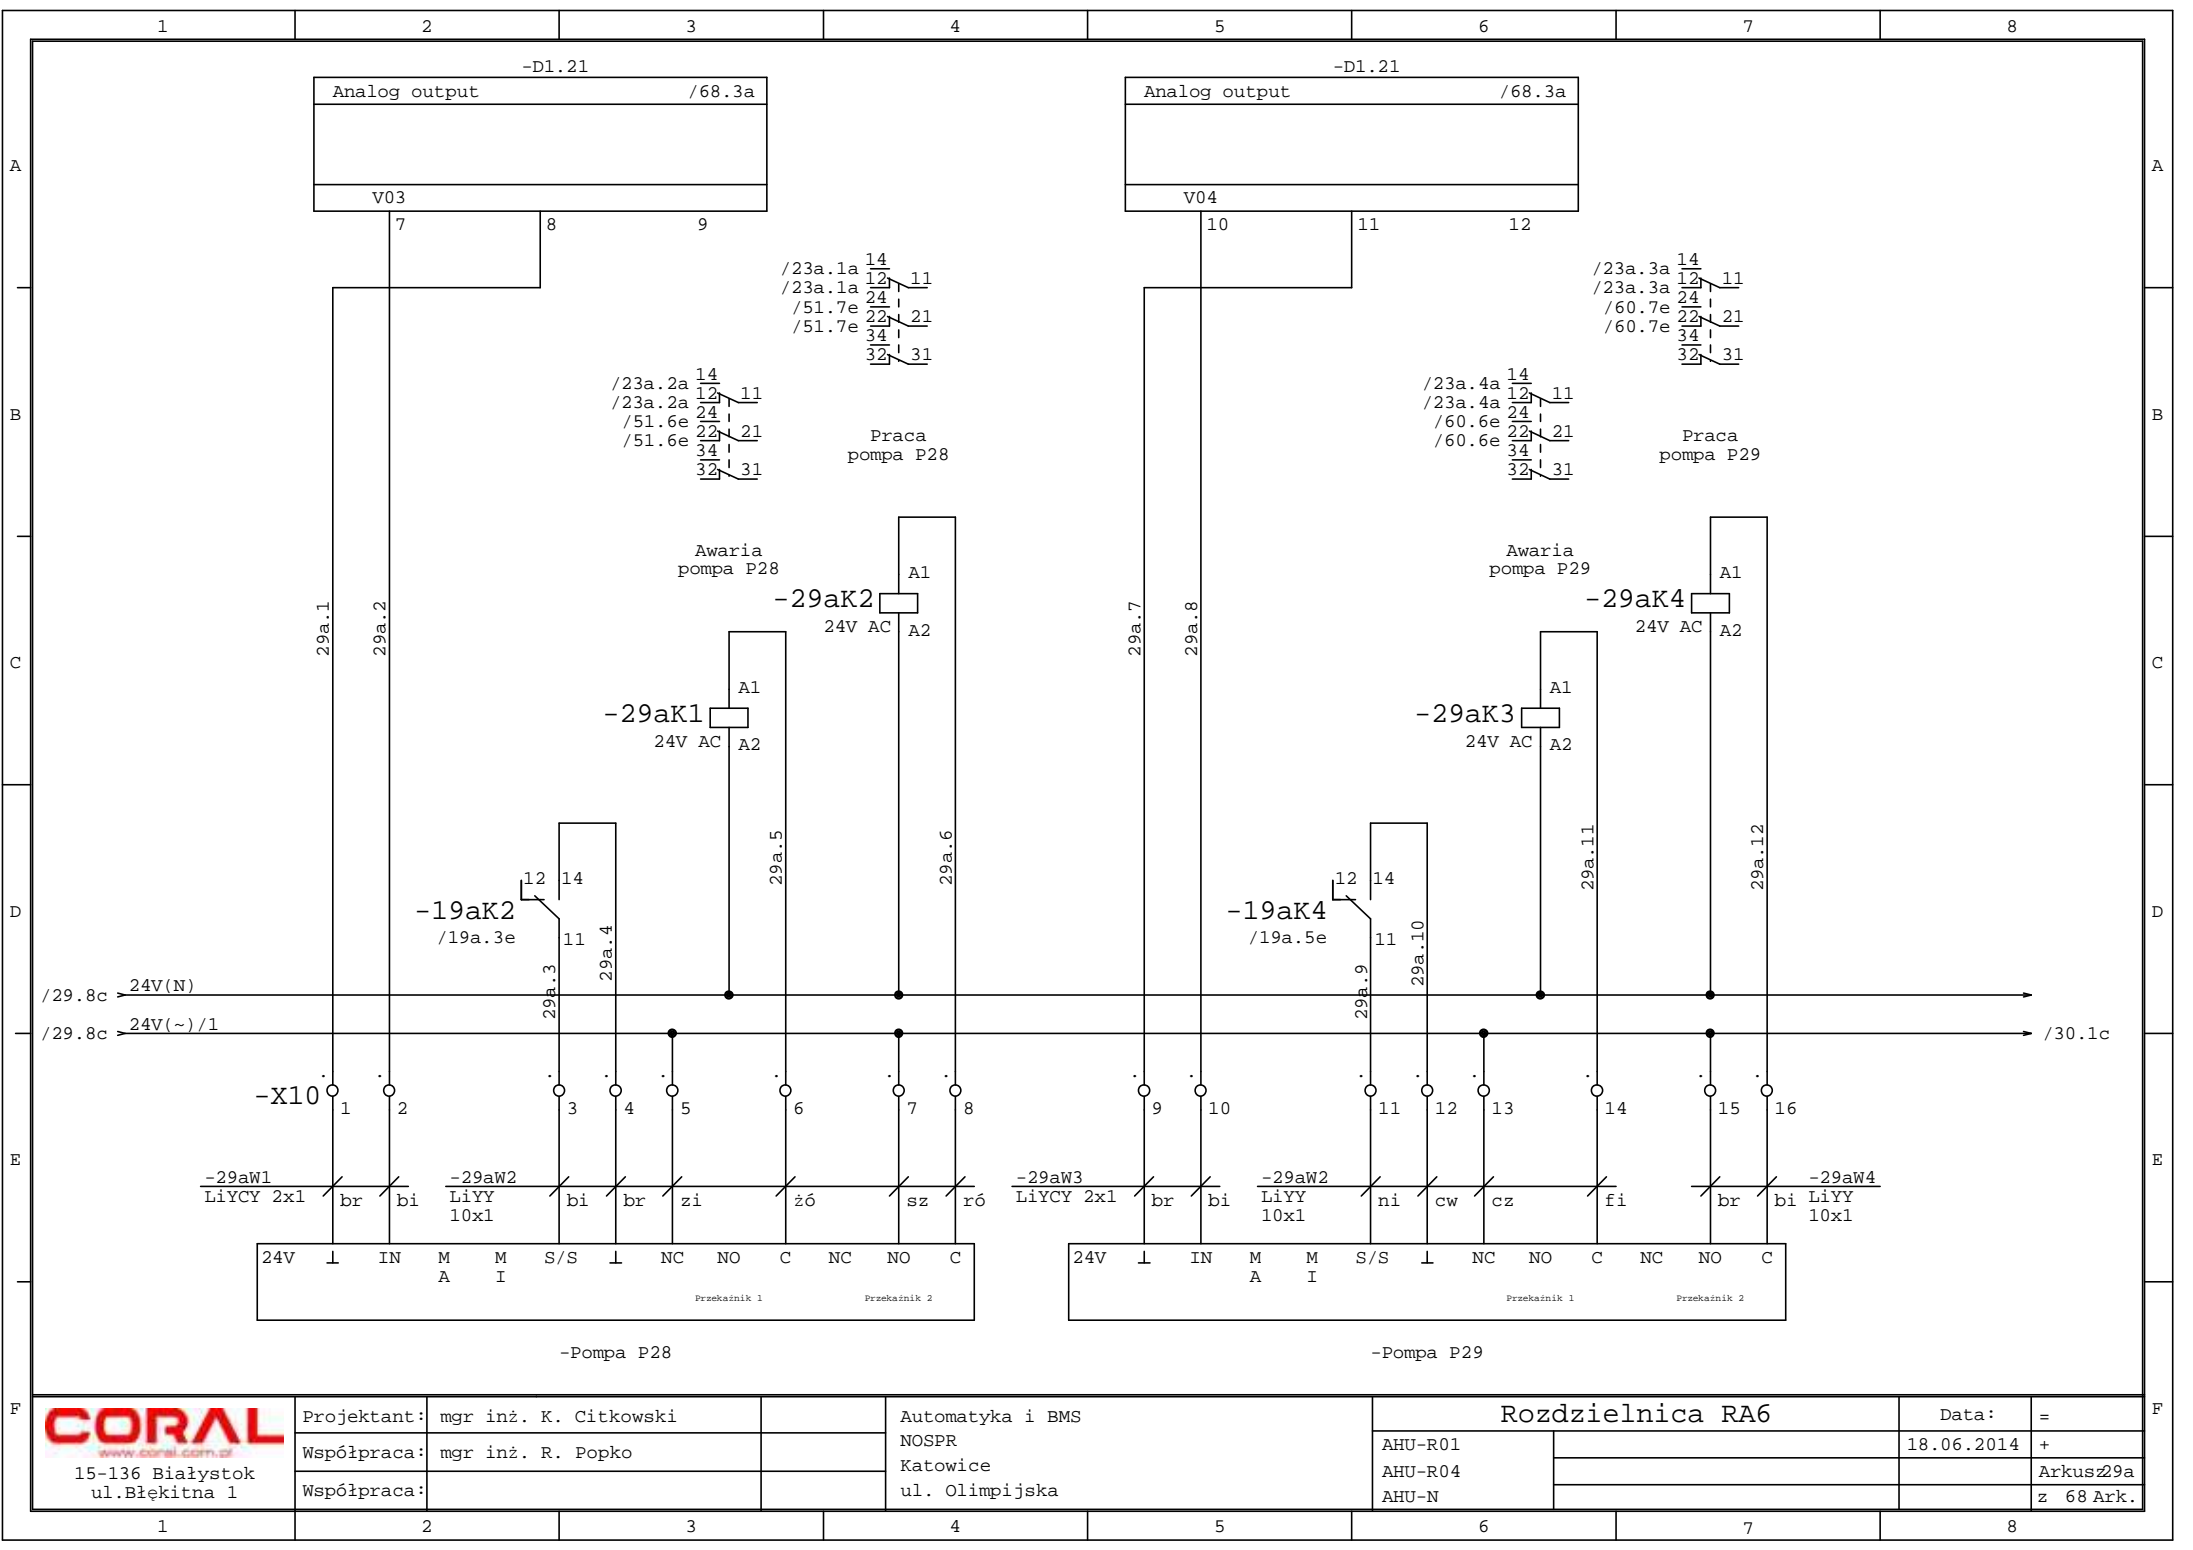 1 2 3 4 5 6 7 8
-D1.21 -D1.21
Analog output /68.3a Analog output /68.3a
A A
V03 V04
7 8 9 10 11 12
14 14
/23a.1a 12 11 /23a.3a 12 11
/23a.1a 24 /23a.3a 24
/51.7e 22 21 /60.7e 22 21
/51.7e 34 /60.7e 34
32 31 32 31
14 14
/23a.2a 12 11 /23a.4a 12 11
/23a.2a 24 /23a.4a 24
/51.6e 22 21 /60.6e 22 21
/51.6e 34 /60.6e 34
32 31 32 31
B B
Praca Praca
pompa P28 pompa P29
Awaria Awaria
pompa P28 pompa P29
A1 A1
-29aK2 -29aK4
24V AC A2 24V AC A2
29a.1 29a.2 29a.7 29a.8
C C
A1 A1
-29aK1 -29aK3
24V AC A2 24V AC A2
29a.5 29a.6 29a.11 29a.12
12 14 12 14
D D
-19aK2 -19aK4
/19a.3e 11 /19a.5e 11
29a.3 29a.4 29a.9 29a.10
/29.8c 24V(N)
/29.8c 24V(~)/1 /30.1c
-X10 1 2 3 4 5 6 7 8 9 10 11 12 13 14 15 16
E E
-29aW1 -29aW2 -29aW3 -29aW2 -29aW4
LiYCY 2x1 br bi LiYY bi br zi żó sz ró LiYCY 2x1 br bi LiYY ni cw cz fi br bi LiYY
10x1 10x1 10x1
24V ⊥ IN M M S/S ⊥ NC NO C NC NO C 24V ⊥ IN M M S/S ⊥ NC NO C NC NO C
A I A I
Przekaźnik 1 Przekaźnik 2 Przekaźnik 1 Przekaźnik 2
-Pompa P28 -Pompa P29
F F
CORAL
www.coral.com.pl
15-136 Białystok
ul.Błękitna 1
Projektant: mgr inż. K. Citkowski
Współpraca: mgr inż. R. Popko
Współpraca:
Automatyka i BMS
NOSPR
Katowice
ul. Olimpijska
Rozdzielnica RA6
AHU-R01
AHU-R04
AHU-N
Data: =
18.06.2014 +
Arkusz 29a
z 68 Ark.
1 2 3 4 5 6 7 8